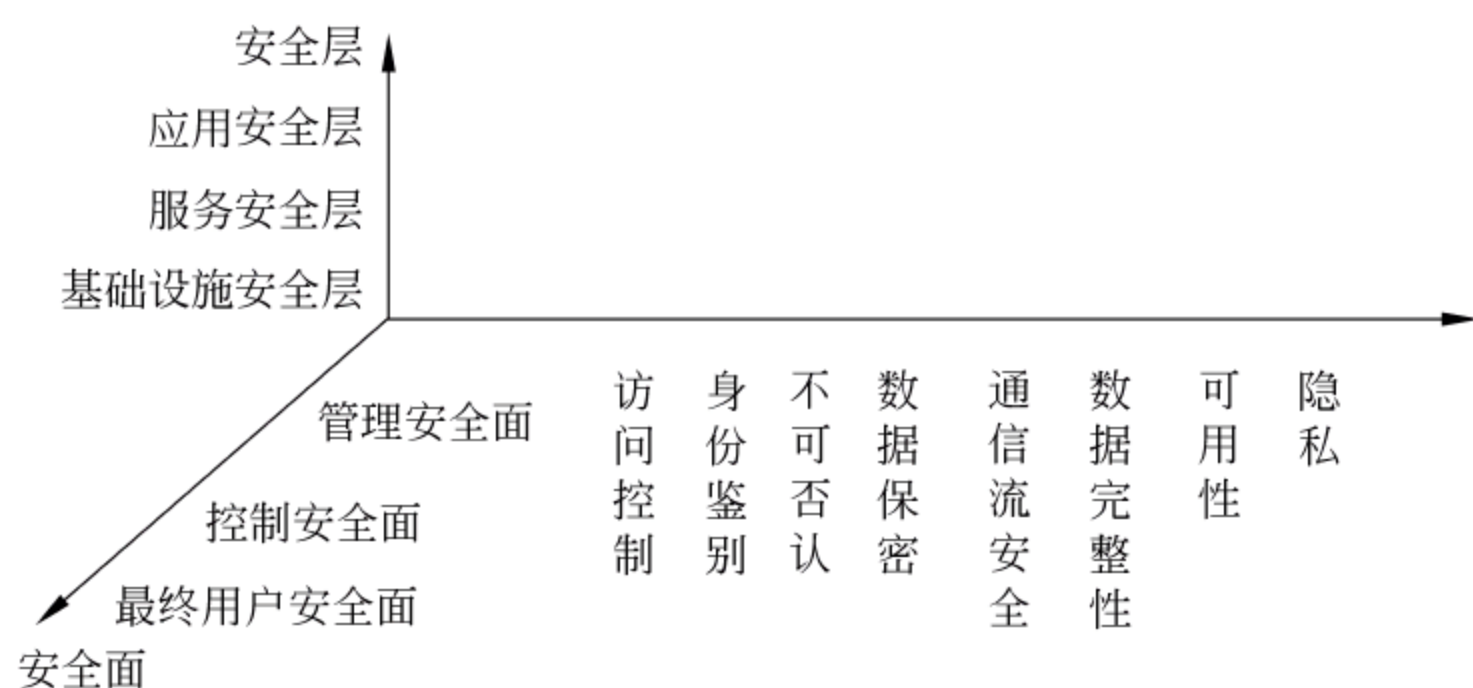 安全层
应用安全层
服务安全层
基础设施安全层
管理安全面
控制安全面
最终用户安全面
安全面
访问控制
身份鉴别
不可否认
数据保密
通信流安全
数据完整性
可用性
隐私